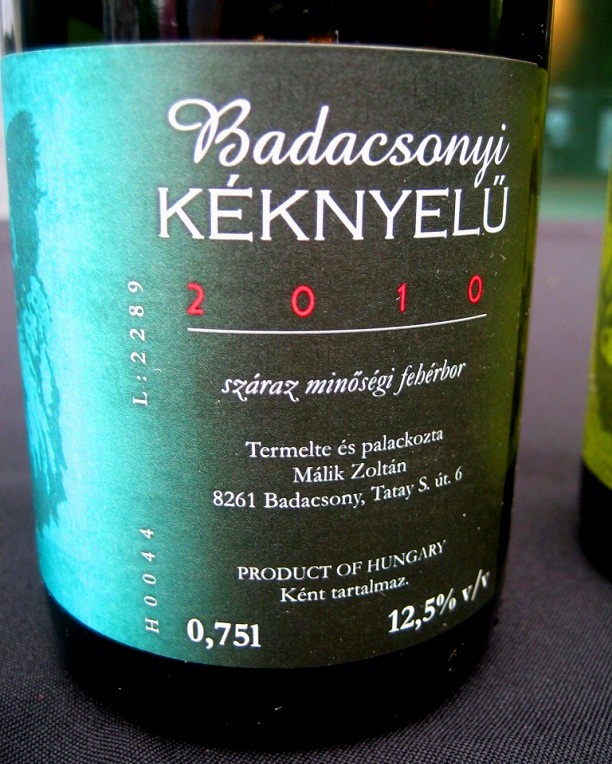 Badacsonyi
KÉKNYELŰ
2010
száraz minőségi fehérbor
Termelte és palackozta
Málik Zoltán
8261 Badacsony, Tatay S. út. 6
PRODUCT OF HUNGARY
Ként tartalmaz.
0,75l
12,5% v/v
L:2289
H0044